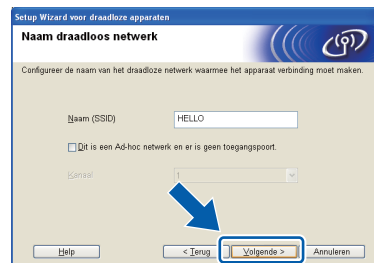 Setup Wizard voor draadloze apparaten
Naam draadloos netwerk
Configureer de naam van het draadloze netwerk waarmee het apparaat verbinding moet maken.
Naam (SSID) HELLO
Dit is een Ad-hoc netwerk en er is geen toegangspoort.
Kanaal 1
Help < Terug Volgende > Annuleren